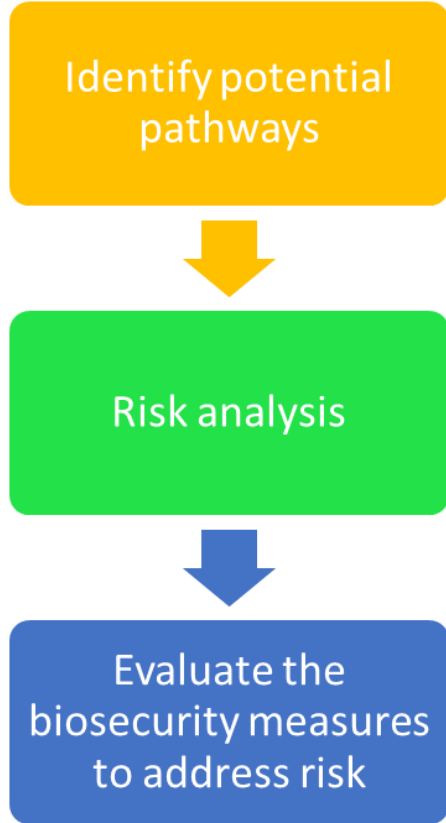 Identify potential
pathways
Risk analysis
Evaluate the
biosecurity measures
to address risk